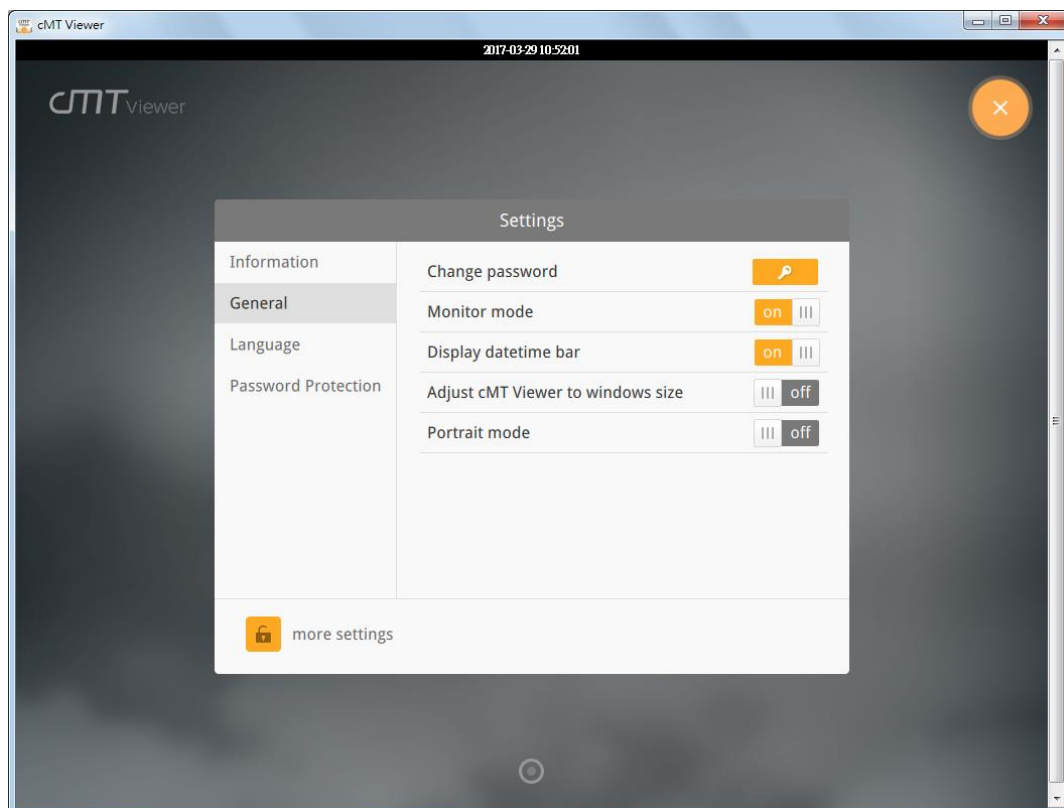 cMT Viewer
2017-03-29 10:52:01
cMT Viewer
Settings
Information
General
Language
Password Protection
Change password
Monitor mode
on
Display datetime bar
on
Adjust cMT Viewer to windows size
off
Portrait mode
off
more settings